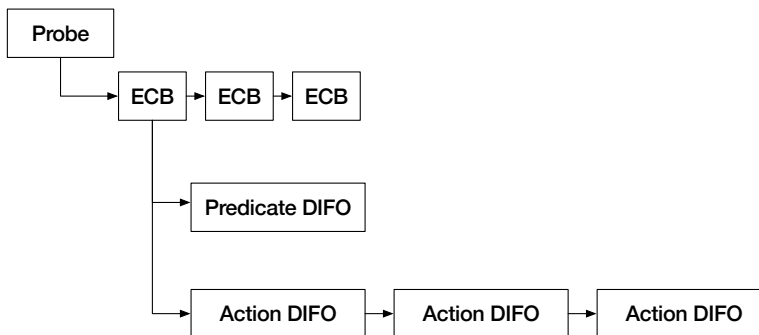 Probe
ECB ECB ECB
Predicate DIFO
Action DIFO Action DIFO Action DIFO